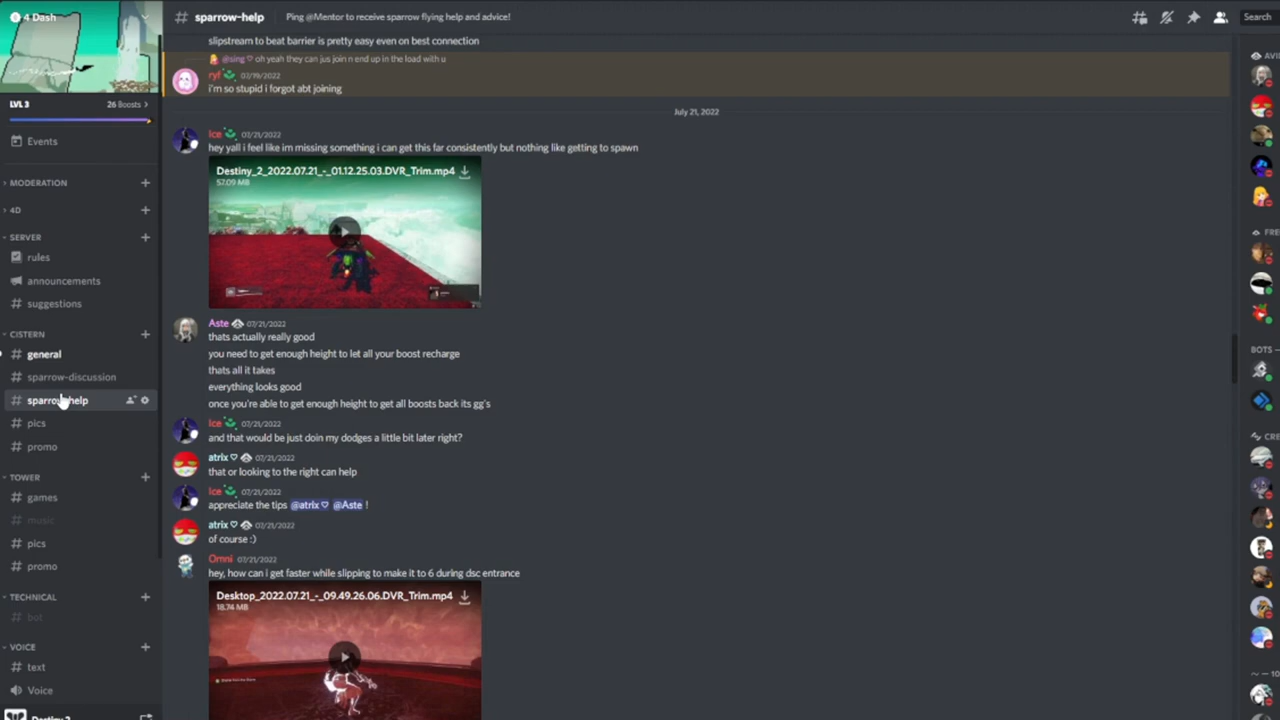 4 Dash
LVL 3
26 Boosts
Events
MODERATION
4D
SERVER
rules
announcements
suggestions
CISTERN
general
sparrow-discussion
sparrow-help
pics
promo
TOWER
games
music
pics
promo
TECHNICAL
bot
VOICE
text
Voice
Destiny 2
sparrow-help
Ping @Mentor to receive sparrow flying help and advice!
Search
slipstream to beat barrier is pretty easy even on best connection
@sing♡ oh yeah they can jus join n end up in the load with u
ryl 07/19/2022
i'm so stupid i forgot abt joining
July 21, 2022
Ice 07/21/2022
hey yall i feel like im missing something i can get this far consistently but nothing like getting to spawn
Destiny_2_2022.07.21_-_01.12.25.03.DVR_Trim.mp4
57.09 MB
Aste 07/21/2022
thats actually really good
you need to get enough height to let all your boost recharge
thats all it takes
everything looks good
once you're able to get enough height to get all boosts back its gg's
Ice 07/21/2022
and that would be just doin my dodges a little bit later right?
atrix♡ 07/21/2022
that or looking to the right can help
Ice 07/21/2022
appreciate the tips @atrix♡ @Aste !
atrix♡ 07/21/2022
of course :)
Omni 07/21/2022
hey, how can i get faster while slipping to make it to 6 during dsc entrance
Desktop_2022.07.21_-_09.49.26.06.DVR_Trim.mp4
18.74 MB
FRE
BOTS —
CRE